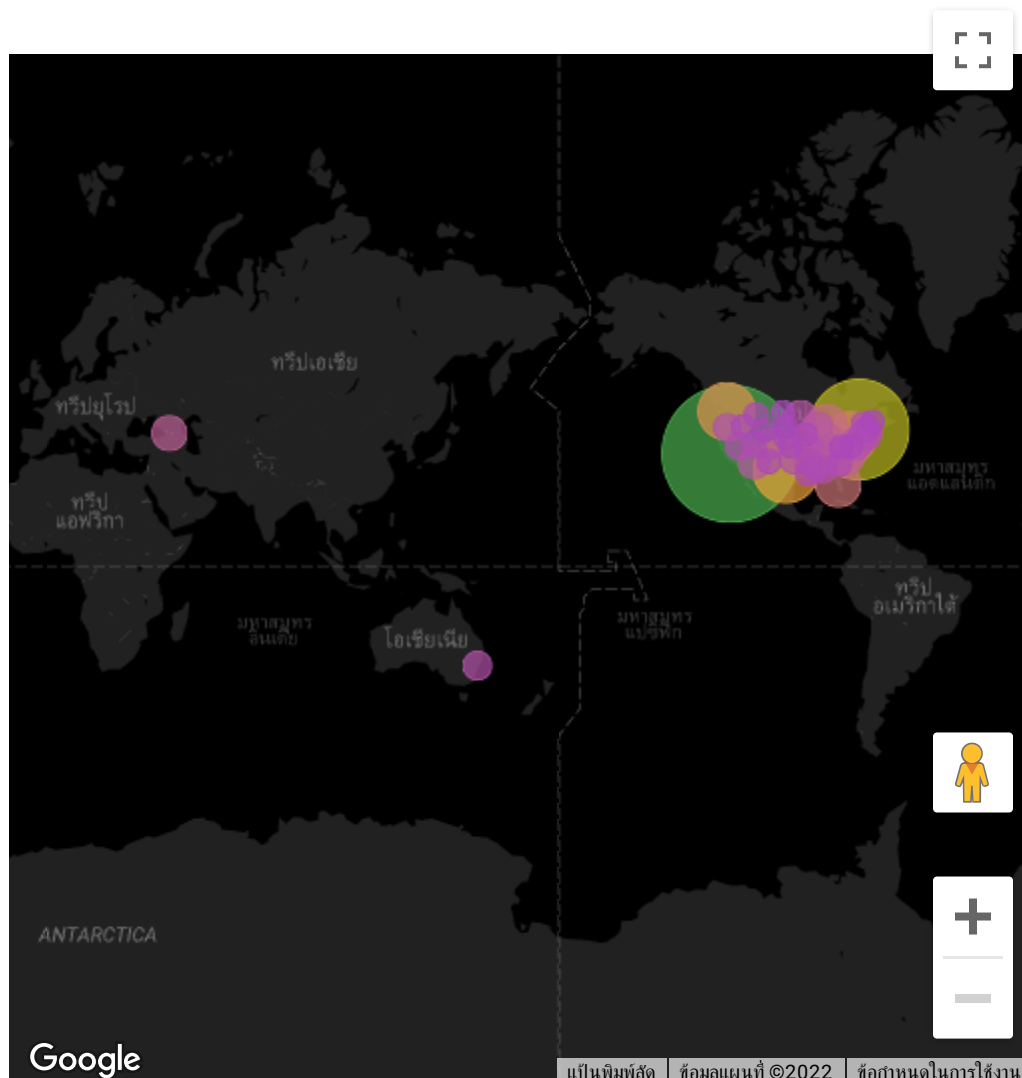 ทวีปเอเชีย
ทวีปยุโรป
มหาสมุทร
แอตแลนติก
ทวีป
แอฟริกา
ทวีป
อเมริกาใต้
มหาสมุทร
อินเดีย
โอเชียเนีย
มหาสมุทร
แปซิฟิก
ANTARCTICA
Google
แป้นพิมพ์ลัด
ข้อมูลแผนที่ ©2022
ข้อกำหนดในการใช้งาน